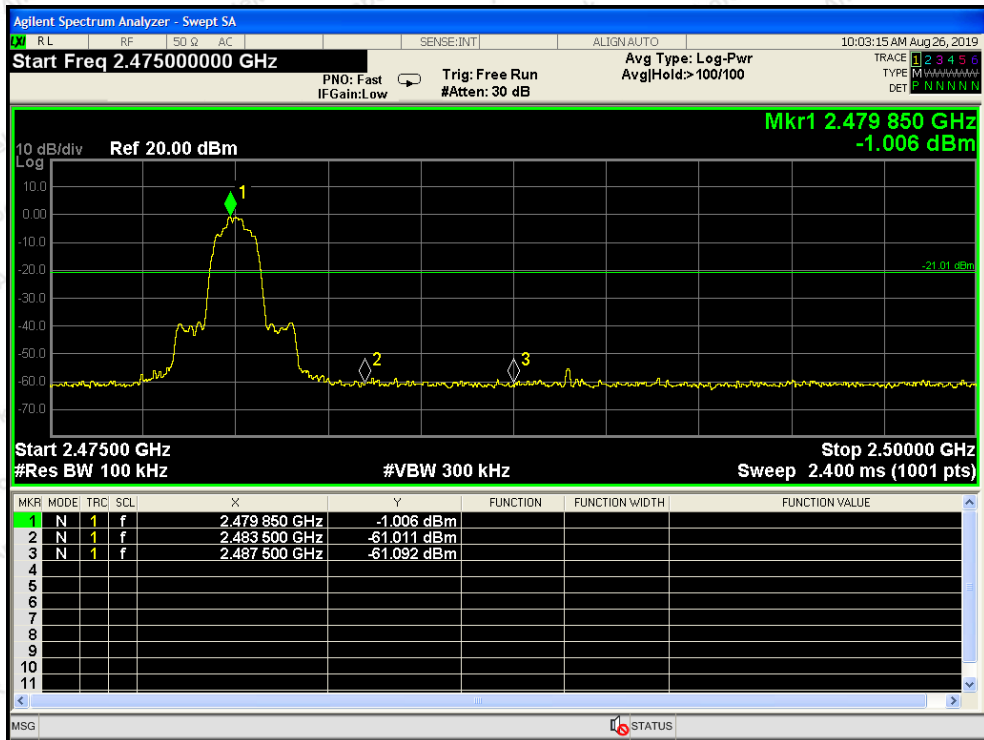 Agilent Spectrum Analyzer - Swept SA
LXI RL RF 50 Ω AC SENSE:INT ALIGN AUTO 10:03:15 AM Aug 26, 2019
Start Freq 2.475000000 GHz
PNO: Fast
IFGain:Low
Trig: Free Run
#Atten: 30 dB
Avg Type: Log-Pwr
Avg|Hold:>100/100
TRACE 1 2 3 4 5 6
TYPE M WWWWW
DET P N N N N N
Mkr1 2.479 850 GHz
-1.006 dBm
10 dB/div Ref 20.00 dBm
Log
10.0
0.00
-10.0
-20.0
-30.0
-40.0
-50.0
-60.0
-70.0
1
-21.01 dBm
2
3
Start 2.47500 GHz Stop 2.50000 GHz
#Res BW 100 kHz #VBW 300 kHz Sweep 2.400 ms (1001 pts)
MKR MODE TRC SCL X Y FUNCTION FUNCTION WIDTH FUNCTION VALUE
1 N 1 f 2.479 850 GHz -1.006 dBm
2 N 1 f 2.483 500 GHz -61.011 dBm
3 N 1 f 2.487 500 GHz -61.092 dBm
4
5
6
7
8
9
10
11
MSG STATUS